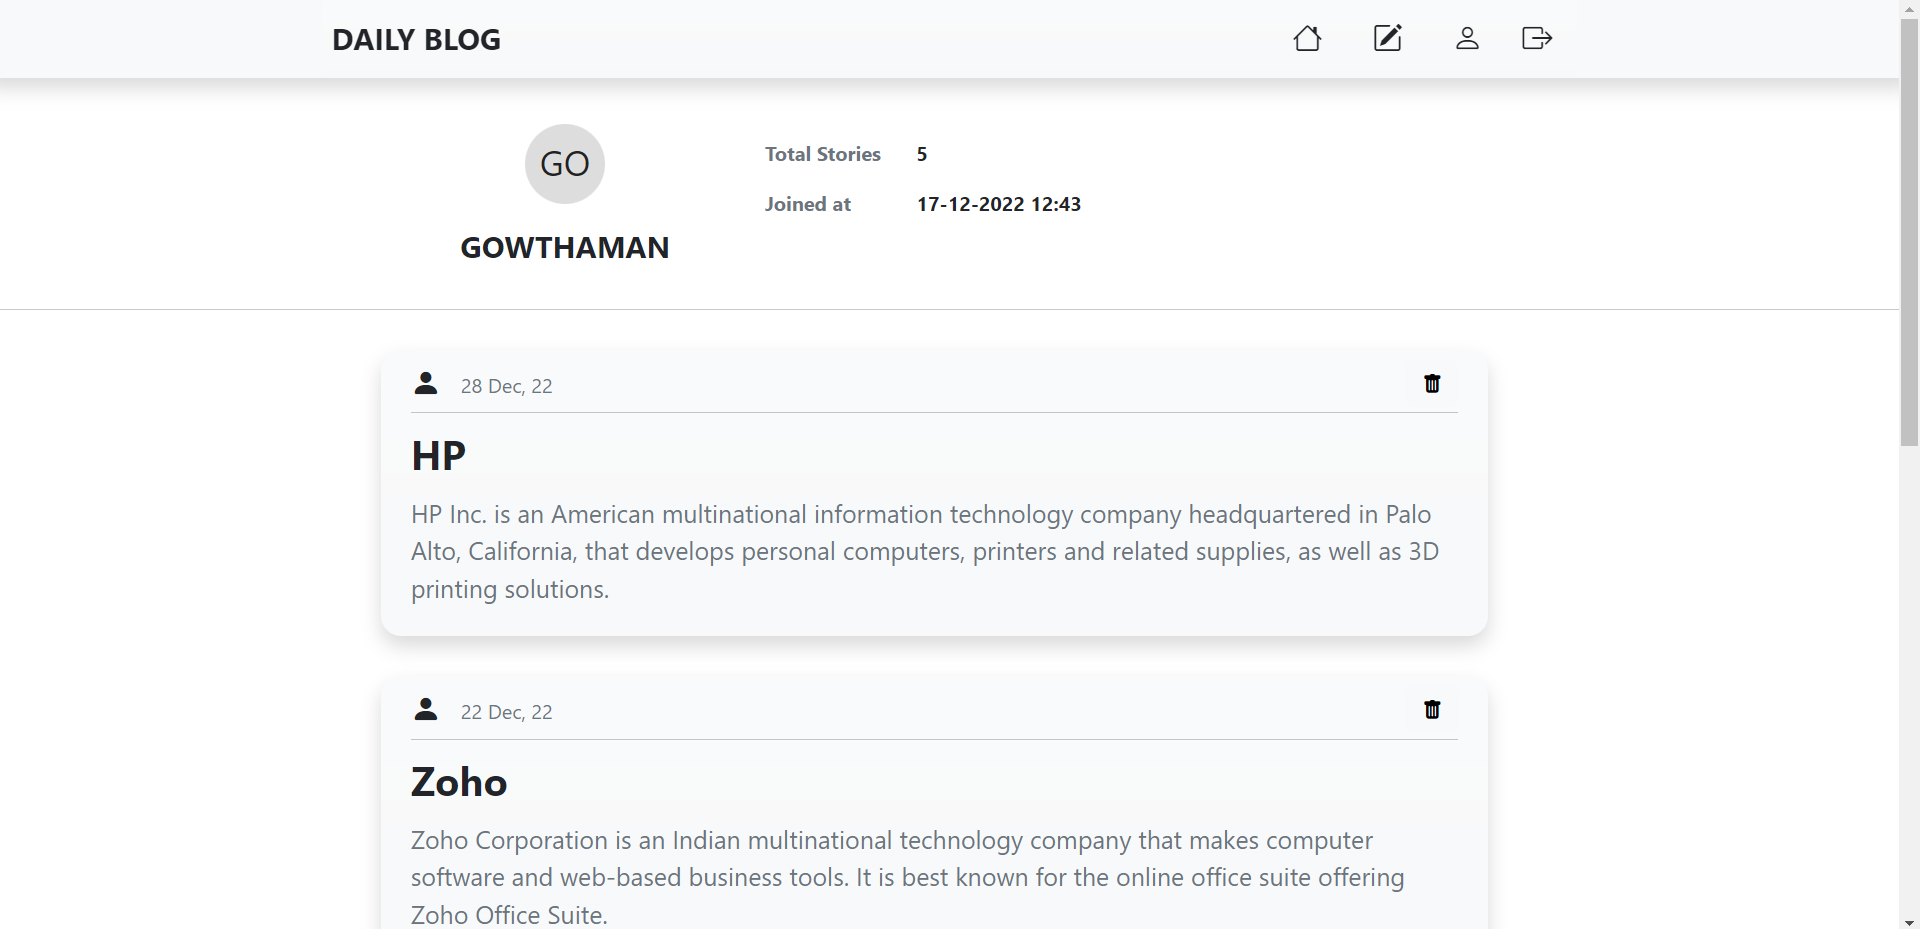 DAILY BLOG
GO
GOWTHAMAN
Total Stories 5
Joined at 17-12-2022 12:43
28 Dec, 22
HP
HP Inc. is an American multinational information technology company headquartered in Palo
Alto, California, that develops personal computers, printers and related supplies, as well as 3D
printing solutions.
22 Dec, 22
Zoho
Zoho Corporation is an Indian multinational technology company that makes computer
software and web-based business tools. It is best known for the online office suite offering
Zoho Office Suite.